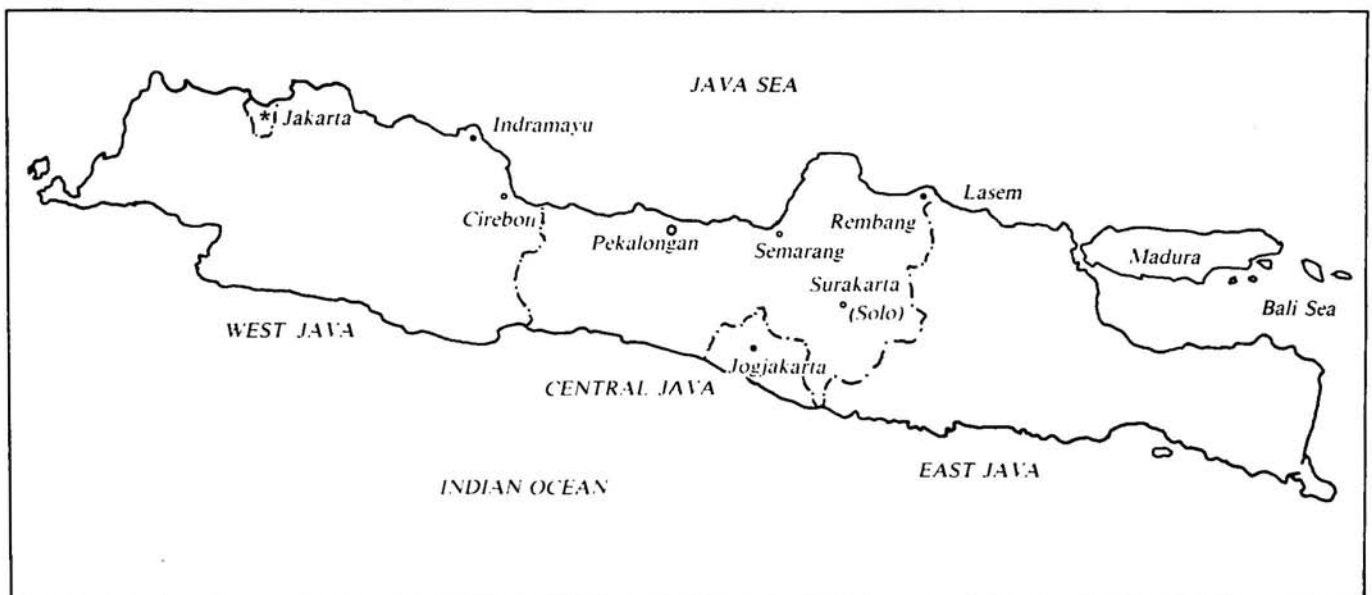 JAVA SEA
* Jakarta
Indramayu
Cirebon
Pekalongan
Semarang
Rembang
Lasem
Madura
Surakarta
(Solo)
Bali Sea
WEST JAVA
Jogjakarta
CENTRAL JAVA
EAST JAVA
INDIAN OCEAN